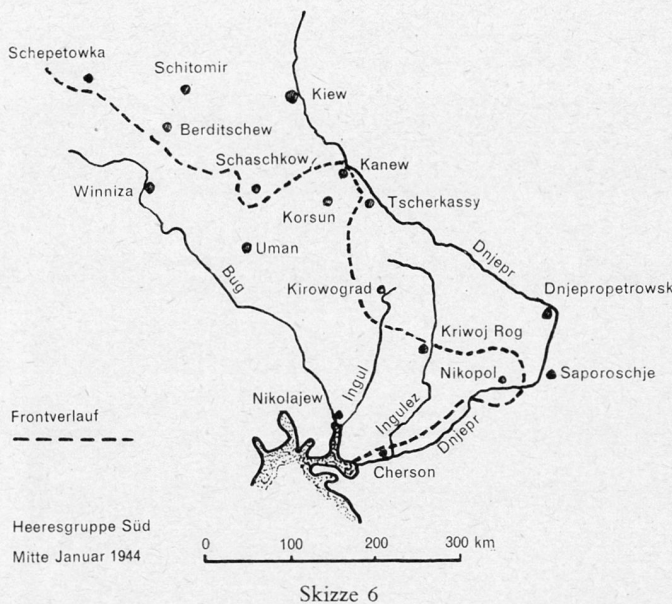 Schepetowka
Schitomir
Kiew
Berditschew
Schaschkow
Kanew
Winniza
Korsun
Tscherkassy
Uman
Bug
Dnjepr
Kirowograd
Dnjepropetrowsk
Kriwoj Rog
Nikopol
Saporoschje
Ingul
Nikolajew
Ingulez
Dnjepr
Frontverlauf
Cherson
Heeresgruppe Süd
Mitte Januar 1944
0 100 200 300 km
Skizze 6